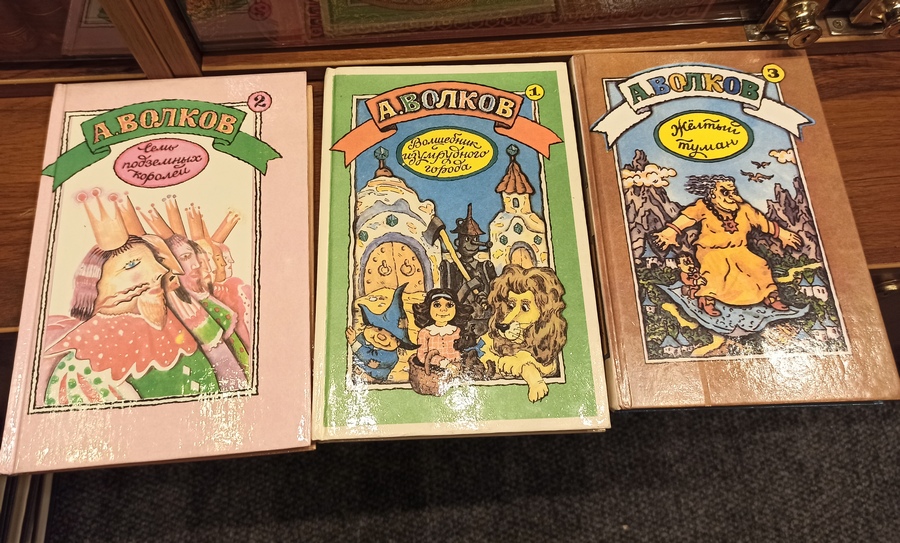 А. ВОЛКОВ
2
Семь
подземных
королей
А. ВОЛКОВ
1
Волшебник
изумрудного
города
А. ВОЛКОВ
3
Жёлтый
туман